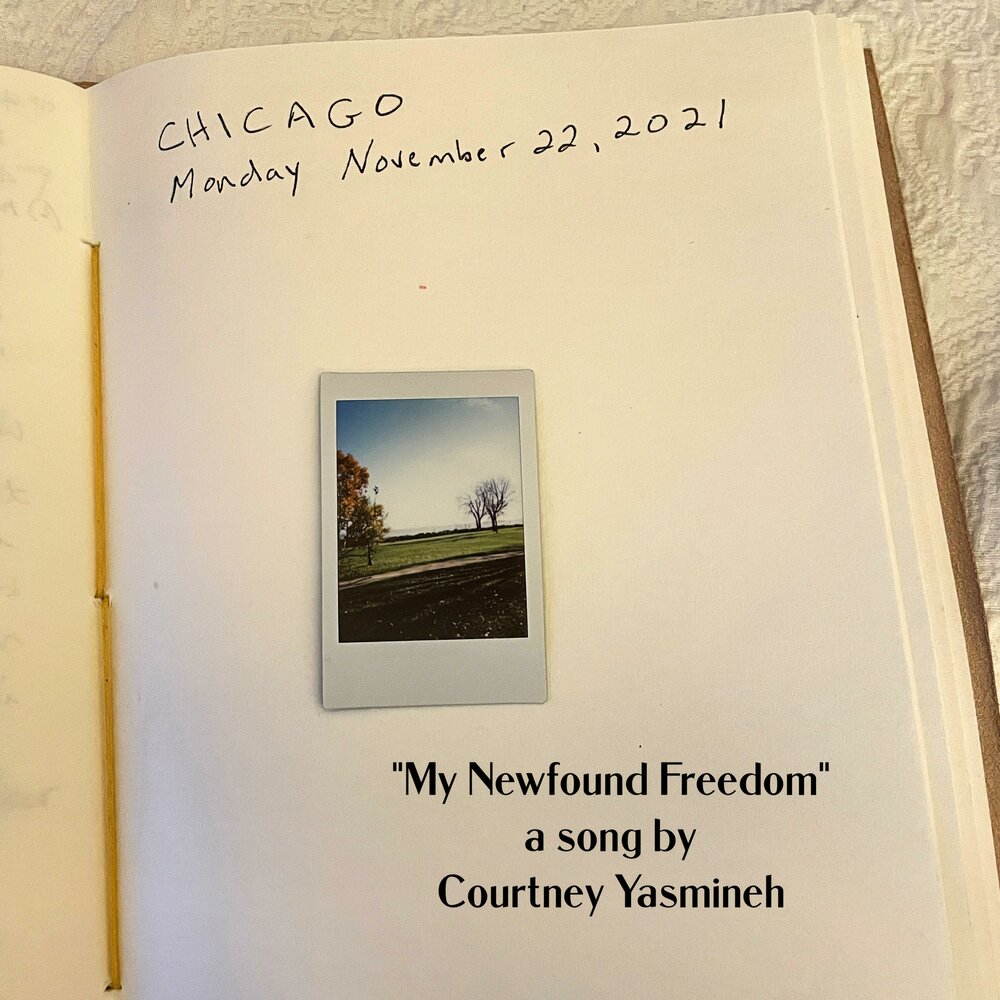 CHICAGO
Monday November 22, 2021
"My Newfound Freedom"
a song by
Courtney Yasmineh